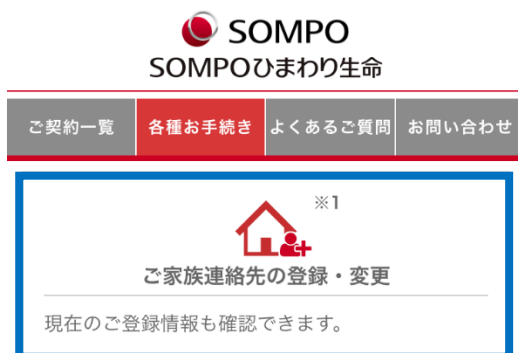 SOMPO
SOMPOひまわり生命
ご契約一覧 各種お手続き よくあるご質問 お問い合わせ
※1
ご家族連絡先の登録・変更
現在のご登録情報も確認できます。